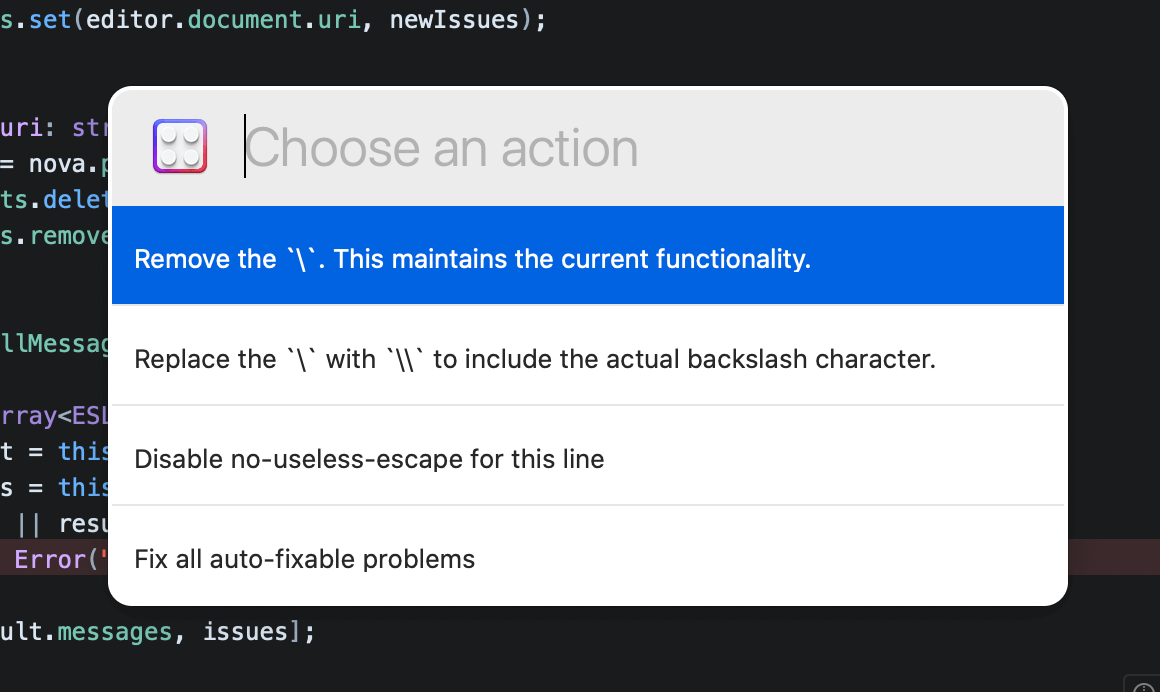 s.set(editor.document.uri, newIssues);
uri: str
= nova.p
ts.delet
s.remove
Choose an action
Remove the `\`. This maintains the current functionality.
Replace the `\` with `\\` to include the actual backslash character.
llMessag
rray<ESL
t = this
Disable no-useless-escape for this line
s = this
|| resu
Error('
Fix all auto-fixable problems
ult.messages, issues];